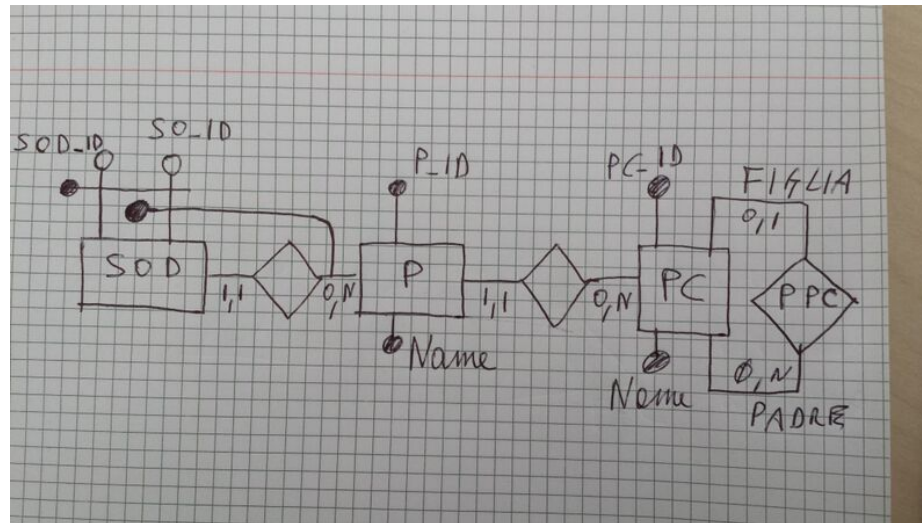 SO_ID
SOD_ID
P_ID
PC_ID
FIGLIA
0,1
SOD
1,1
0,N
P
1,1
0,N
PC
PPC
Name
Name
0,N
PADRE